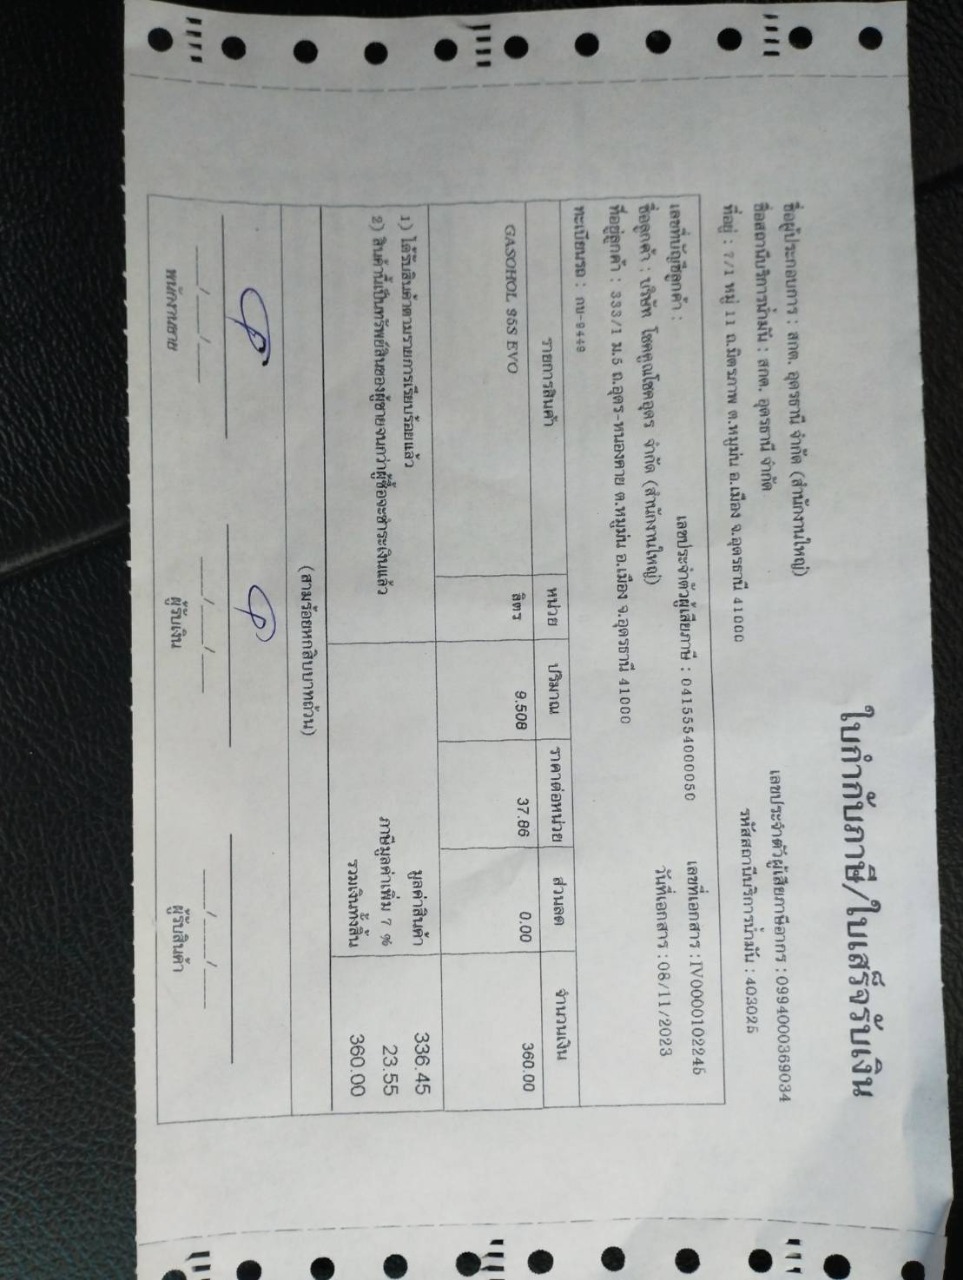 ใบกำกับภาษี/ใบเสร็จรับเงิน
ชื่อผู้ประกอบการ : สกต. อุดรธานี จำกัด (สำนักงานใหญ่) เลขประจำตัวผู้เสียภาษีอากร : 0994000369034
ชื่อสถานีบริการน้ำมัน : สกต. อุดรธานี จำกัด รหัสสถานีบริการน้ำมัน : 403025
ที่อยู่ : 7/1 หมู่ 11 ถ.มิตรภาพ ต.หมูม่น อ.เมือง จ.อุดรธานี 41000
เลขที่บัญชีลูกค้า : เลขประจำตัวผู้เสียภาษี : 0415554000050 เลขที่เอกสาร : IV0000102245
ชื่อลูกค้า : บริษัท โชคคูณโชคอุดร จำกัด (สำนักงานใหญ่) วันที่เอกสาร : 08/11/2023
ที่อยู่ลูกค้า : 333/1 ม.5 ถ.อุดร-หนองคาย ต.หมูม่น อ.เมือง จ.อุดรธานี 41000
ทะเบียนรถ : กบ-9449
รายการสินค้า หน่วย ปริมาณ ราคาต่อหน่วย ส่วนลด จำนวนเงิน
GASOHOL 95S EVO ลิตร 9.508 37.86 0.00 360.00
1) ได้รับสินค้าตามรายการเรียบร้อยแล้ว มูลค่าสินค้า 336.45
2) สินค้านี้เป็นทรัพย์สินของผู้ขายจนกว่าผู้ซื้อจะชำระเงินแล้ว ภาษีมูลค่าเพิ่ม 7 % 23.55
รวมเงินทั้งสิ้น 360.00
(สามร้อยหกสิบบาทถ้วน)
___/___/___ ___/___/___ ___/___/___
พนักงานขาย ผู้รับเงิน ผู้รับสินค้า